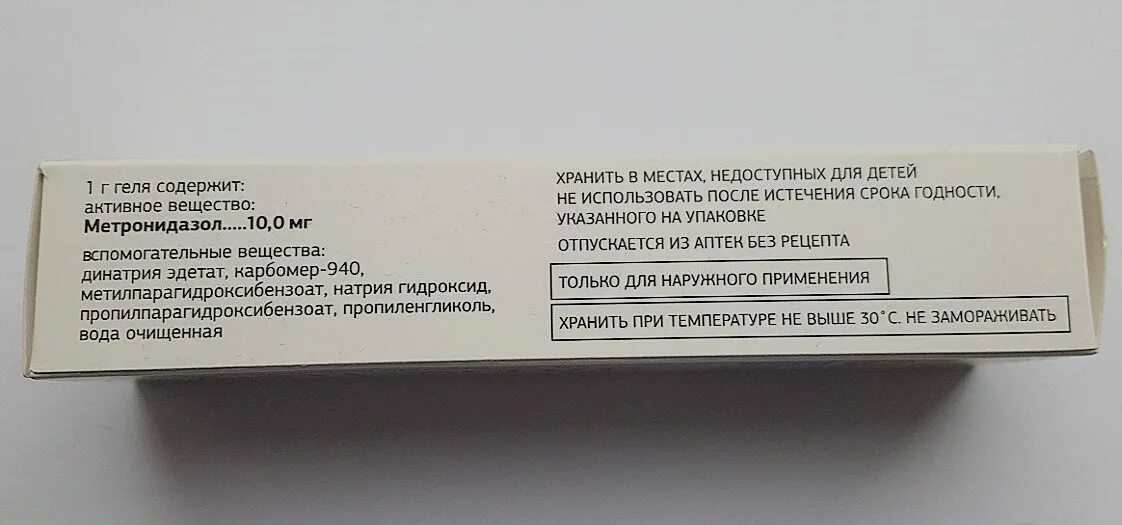 1 г геля содержит:
активное вещество:
Метронидазол.....10,0 мг
вспомогательные вещества:
динатрия эдетат, карбомер-940,
метилпарагидроксибензоат, натрия гидроксид,
пропилпарагидроксибензоат, пропиленгликоль,
вода очищенная
ХРАНИТЬ В МЕСТАХ, НЕДОСТУПНЫХ ДЛЯ ДЕТЕЙ
НЕ ИСПОЛЬЗОВАТЬ ПОСЛЕ ИСТЕЧЕНИЯ СРОКА ГОДНОСТИ,
УКАЗАННОГО НА УПАКОВКЕ
ОТПУСКАЕТСЯ ИЗ АПТЕК БЕЗ РЕЦЕПТА
ТОЛЬКО ДЛЯ НАРУЖНОГО ПРИМЕНЕНИЯ
ХРАНИТЬ ПРИ ТЕМПЕРАТУРЕ НЕ ВЫШЕ 30°С. НЕ ЗАМОРАЖИВАТЬ